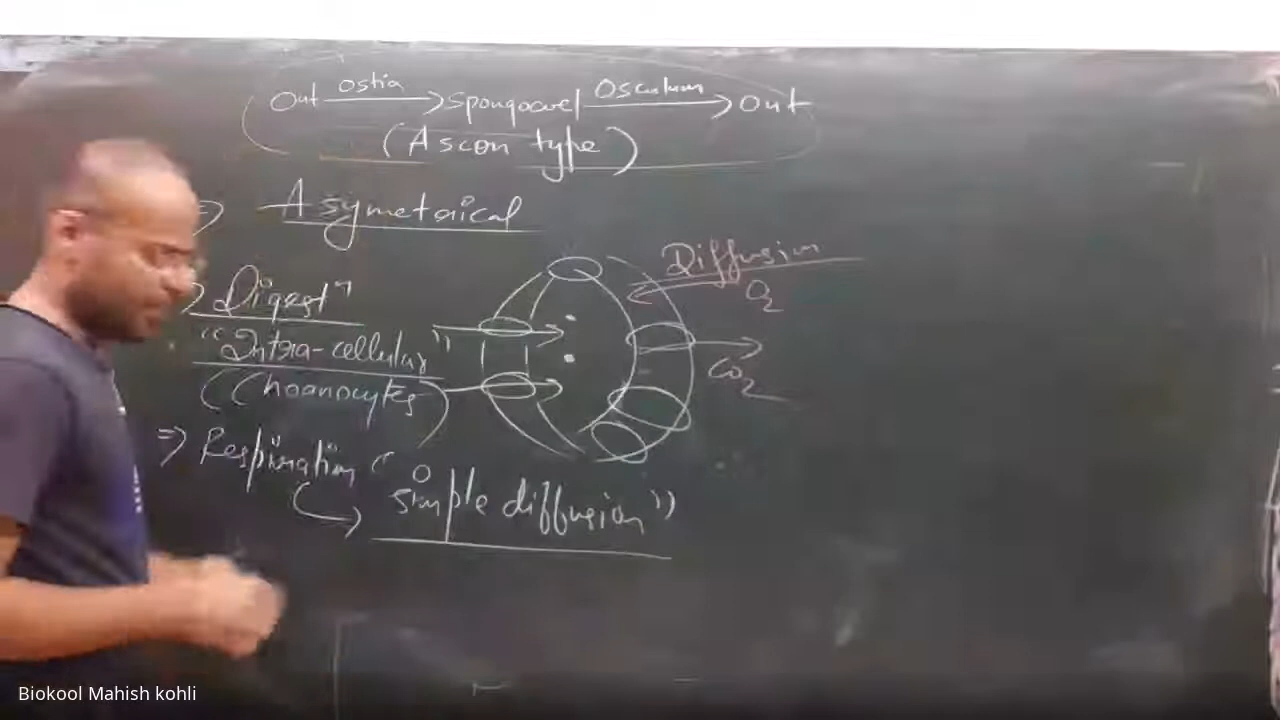 Out Ostia → Spongocoel Osculum → Out
(Ascon type)
⇒ Asymetrical
Digest"
"Intra-cellular"
(Choanocytes)
Diffusion
O2
CO2
⇒ Respiration
"simple diffusion"
Biokool Mahish kohli